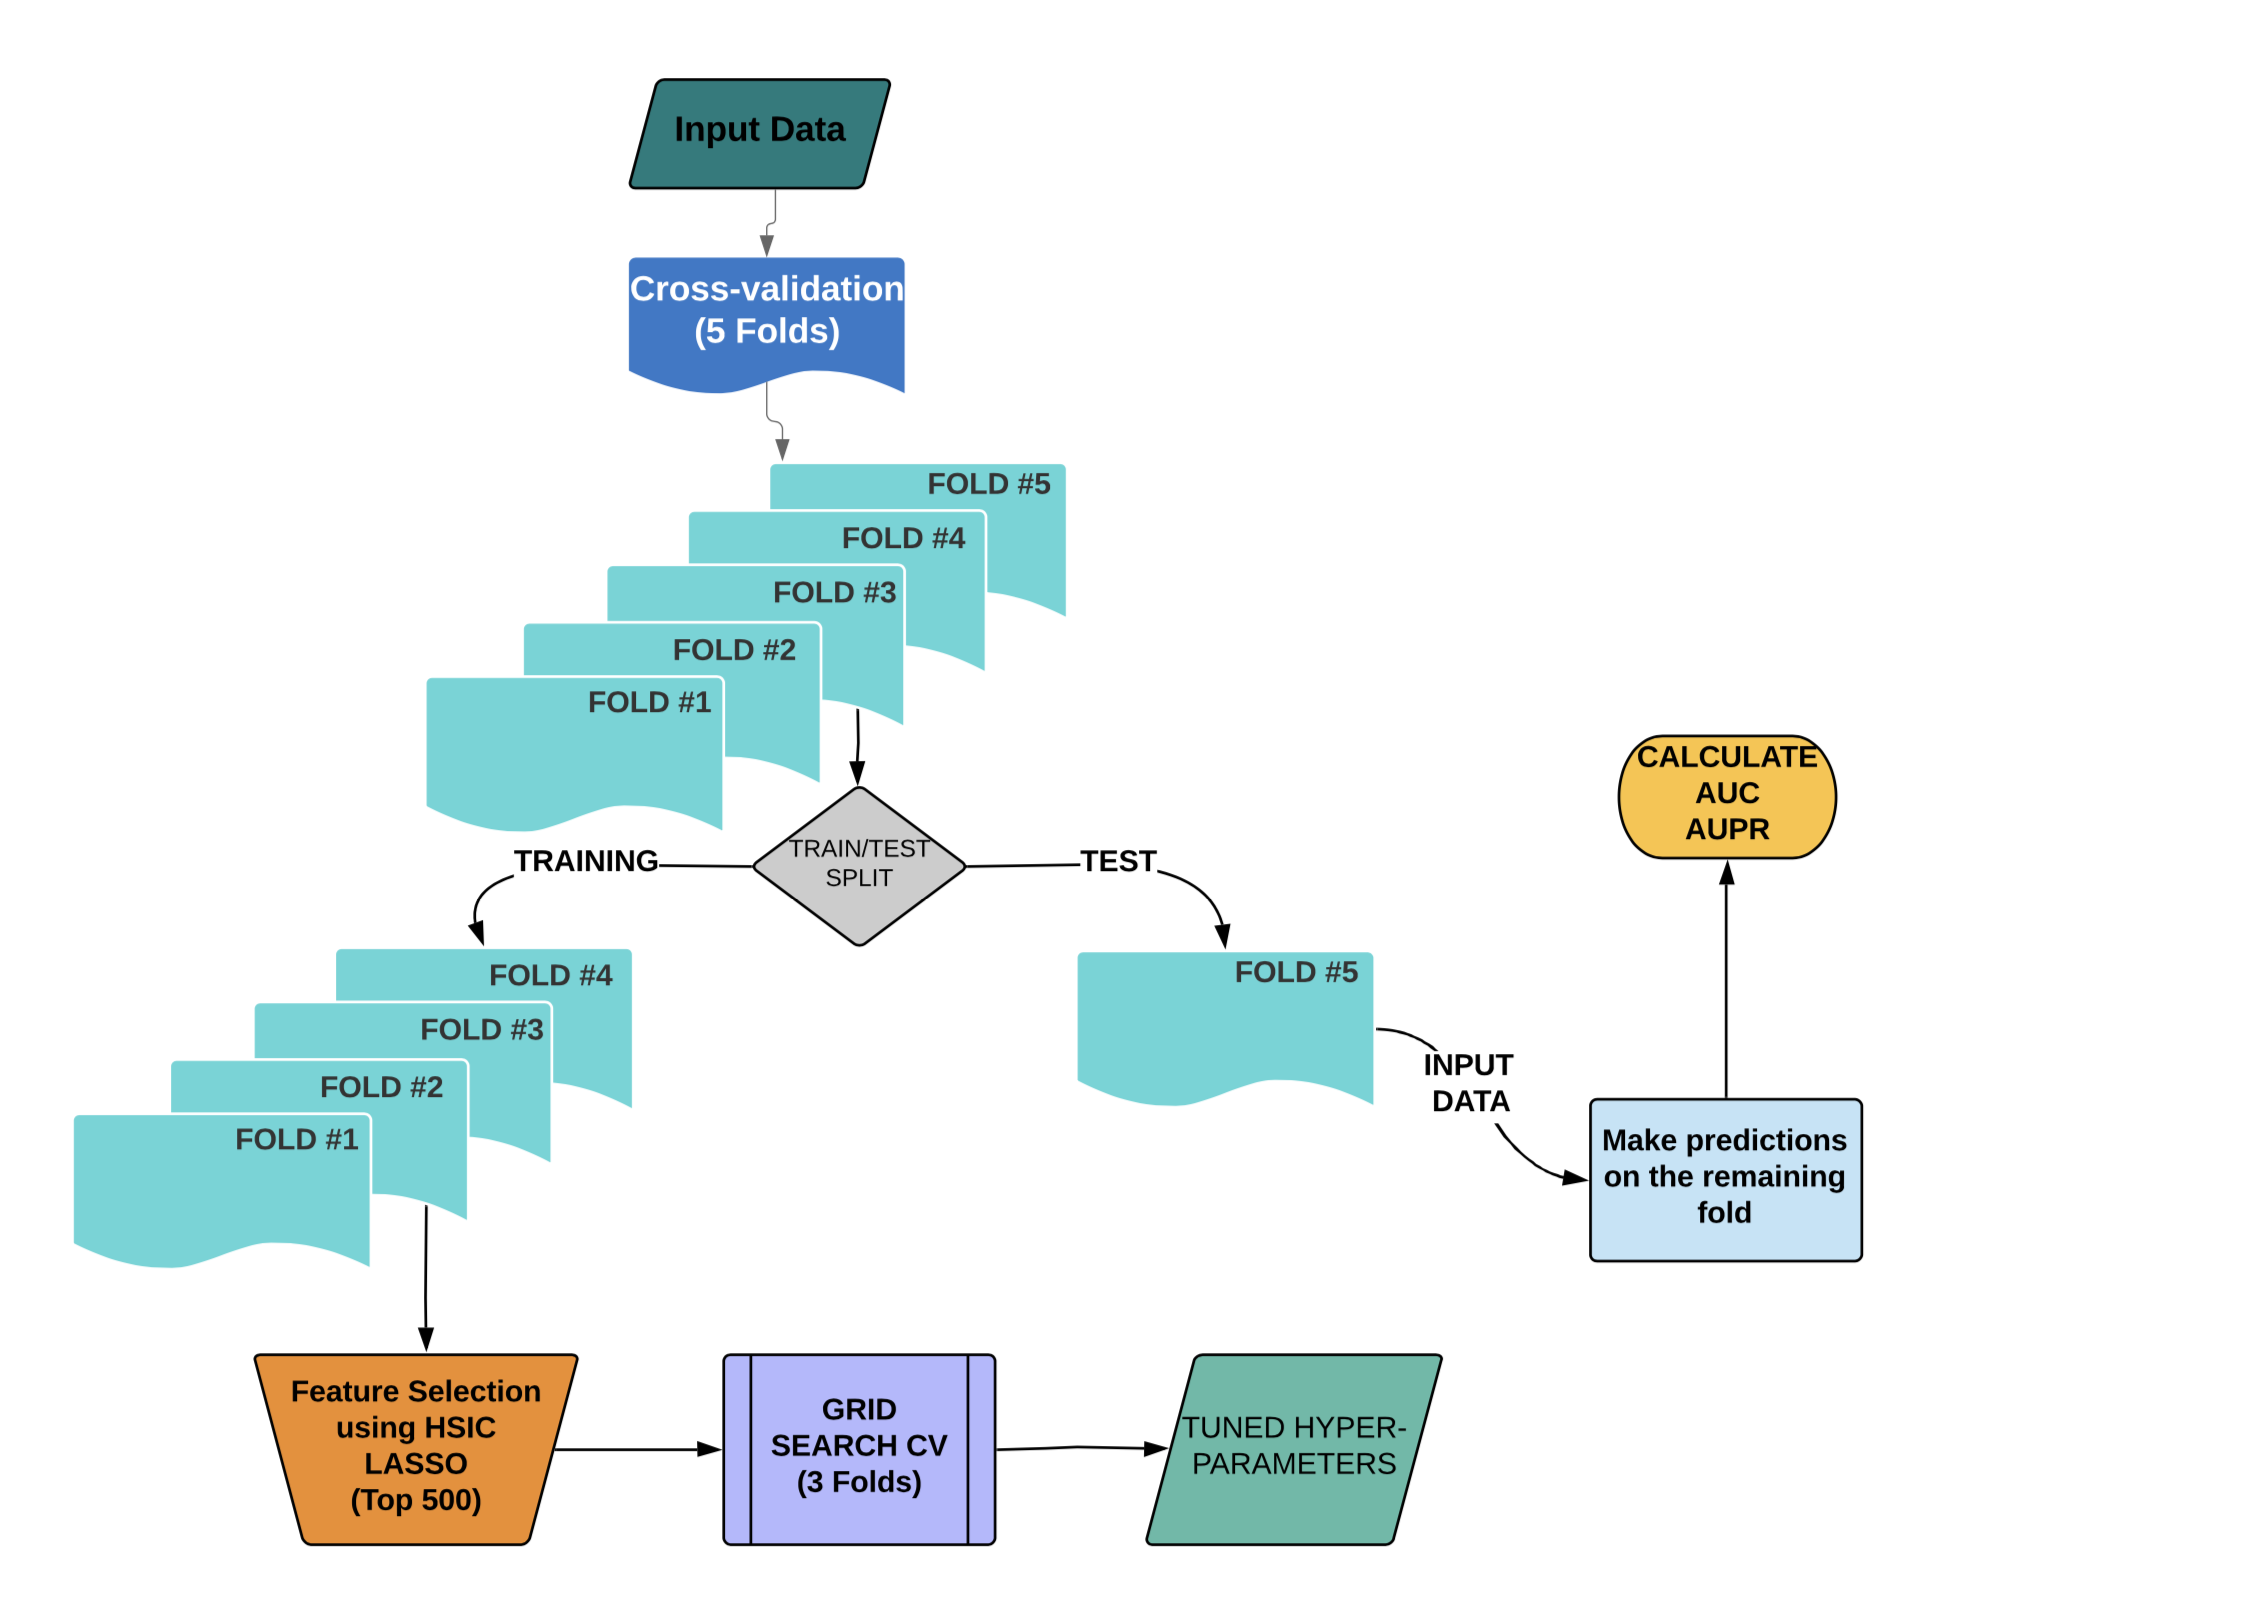 Input Data
Cross-validation
(5 Folds)
FOLD #5
FOLD #4
FOLD #3
FOLD #2
FOLD #1
TRAIN/TEST
SPLIT
TRAINING
TEST
FOLD #4
FOLD #3
FOLD #2
FOLD #1
FOLD #5
INPUT
DATA
Make predictions
on the remaining
fold
CALCULATE
AUC
AUPR
Feature Selection
using HSIC
LASSO
(Top 500)
GRID
SEARCH CV
(3 Folds)
TUNED HYPER-
PARAMETERS